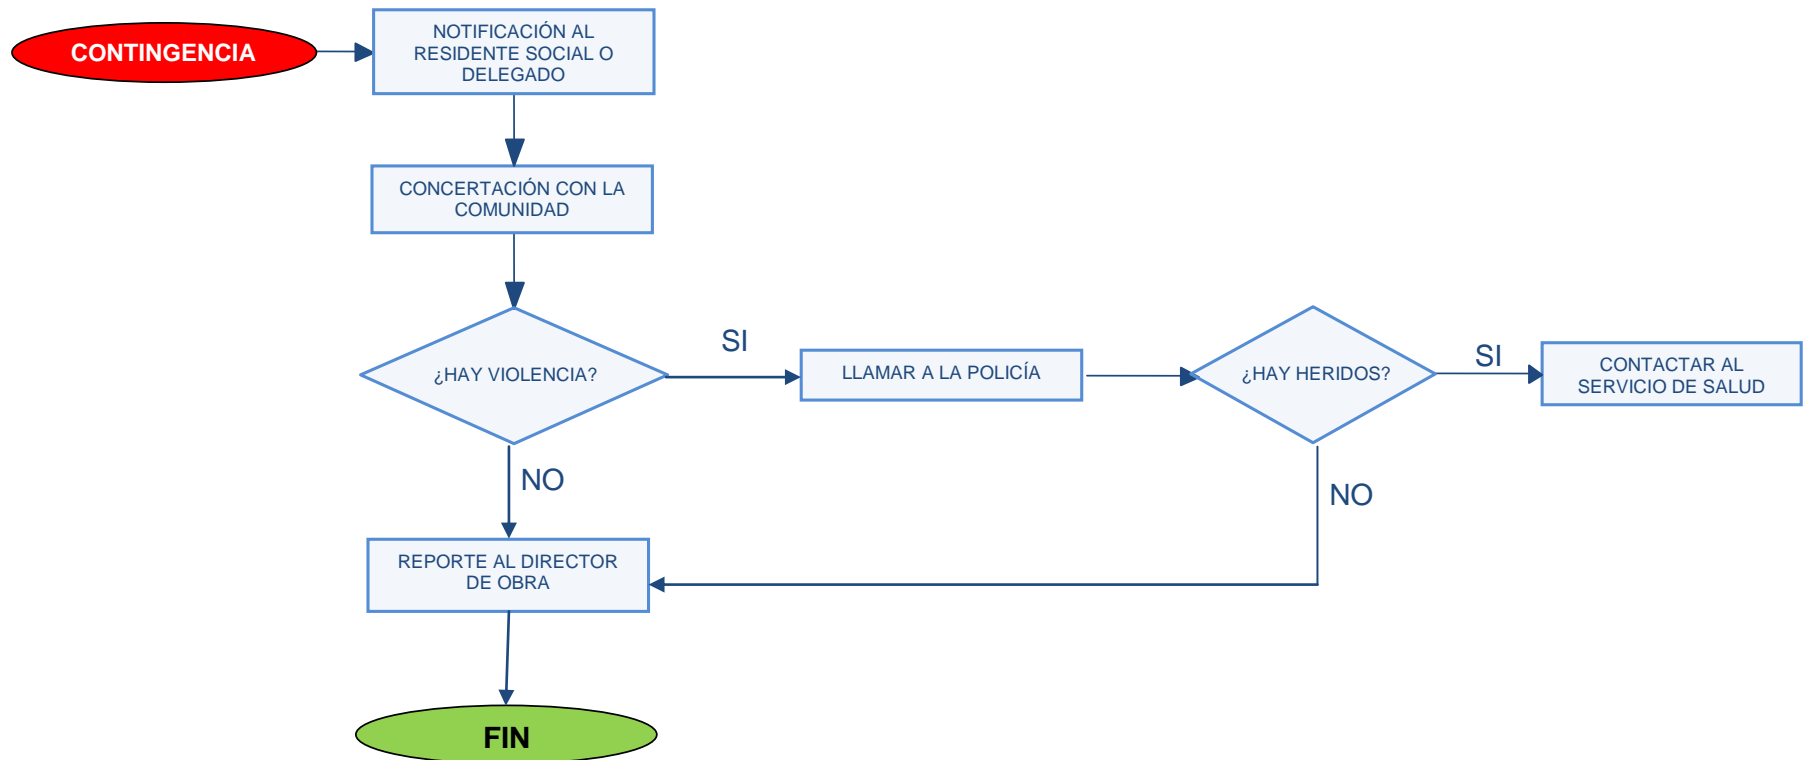 CONTINGENCIA
NOTIFICACIÓN AL
RESIDENTE SOCIAL O
DELEGADO
CONCERTACIÓN CON LA
COMUNIDAD
¿HAY VIOLENCIA?
SI
LLAMAR A LA POLICÍA
¿HAY HERIDOS?
SI
CONTACTAR AL
SERVICIO DE SALUD
NO
NO
REPORTE AL DIRECTOR
DE OBRA
FIN